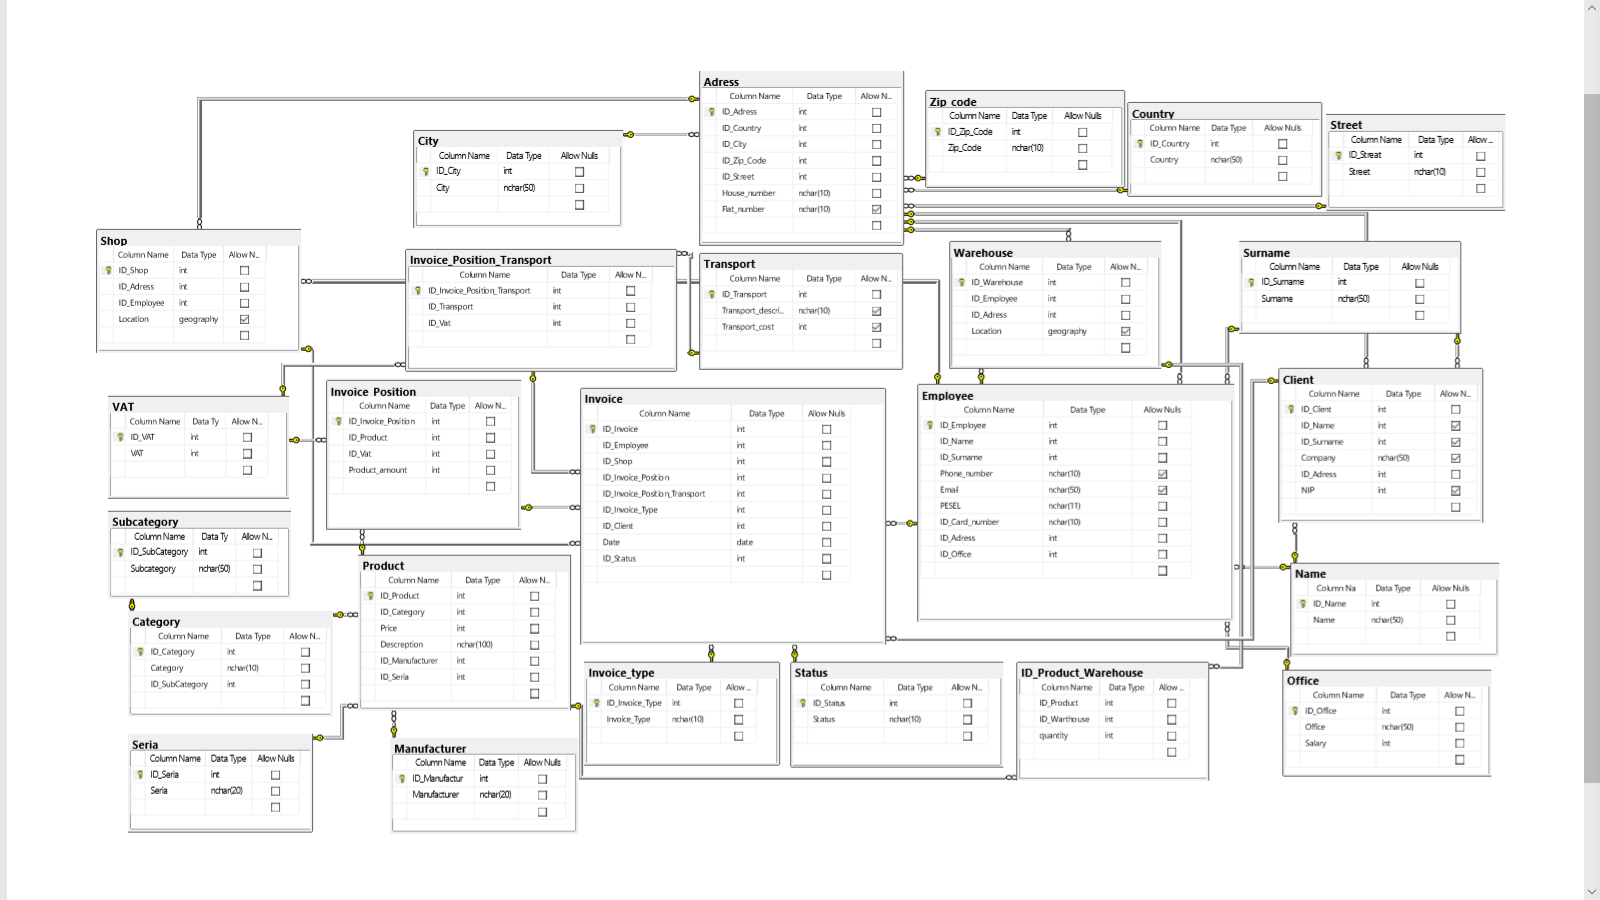 Adress
Column Name Data Type Allow N...
ID_Adress int
ID_Country int
ID_City int
ID_Zip_Code int
ID_Street int
House_number nchar(10)
Flat_number nchar(10)
Zip_code
Column Name Data Type Allow Nulls
ID_Zip_Code int
Zip_Code nchar(10)
Country
Column Name Data Type Allow Nulls
ID_Country int
Country nchar(50)
Street
Column Name Data Type Allow ...
ID_Streat int
Street nchar(10)
City
Column Name Data Type Allow Nulls
ID_City int
City nchar(50)
Shop
Column Name Data Type Allow N...
ID_Shop int
ID_Adress int
ID_Employee int
Location geography
Invoice_Position_Transport
Column Name Data Type Allow N...
ID_Invoice_Position_Transport int
ID_Transport int
ID_Vat int
Transport
Column Name Data Type Allow N...
ID_Transport int
Transport_descri... nchar(10)
Transport_cost int
Warehouse
Column Name Data Type Allow N...
ID_Warehouse int
ID_Employee int
ID_Adress int
Location geography
Surname
Column Name Data Type Allow Nulls
ID_Surname int
Surname nchar(50)
VAT
Column Name Data Ty Allow N...
ID_VAT int
VAT int
Invoice_Position
Column Name Data Type Allow N...
ID_Invoice_Position int
ID_Product int
ID_Vat int
Product_amount int
Invoice
Column Name Data Type Allow Nulls
ID_Invoice int
ID_Employee int
ID_Shop int
ID_Invoice_Position int
ID_Invoice_Position_Transport int
ID_Invoice_Type int
ID_Client int
Date date
ID_Status int
Employee
Column Name Data Type Allow Nulls
ID_Employee int
ID_Name int
ID_Surname int
Phone_number nchar(10)
Email nchar(50)
PESEL nchar(11)
ID_Card_number nchar(10)
ID_Adress int
ID_Office int
Client
Column Name Data Type Allow N...
ID_Client int
ID_Name int
ID_Surname int
Company nchar(50)
ID_Adress int
NIP int
Subcategory
Column Name Data Ty Allow N...
ID_SubCategory int
Subcategory nchar(50)
Product
Column Name Data Type Allow N...
ID_Product int
ID_Category int
Price int
Descreption nchar(100)
ID_Manufacturer int
ID_Seria int
Name
Column Na Data Type Allow Nulls
ID_Name int
Name nchar(50)
Category
Column Name Data Type Allow N...
ID_Category int
Category nchar(10)
ID_SubCategory int
Invoice_type
Column Name Data Type Allow ...
ID_Invoice_Type int
Invoice_Type nchar(10)
Status
Column Name Data Type Allow N...
ID_Status int
Status nchar(10)
ID_Product_Warehouse
Column Name Data Type Allow ...
ID_Product int
ID_Warthouse int
quantity int
Office
Column Name Data Type Allow N...
ID_Office int
Office nchar(50)
Salary int
Seria
Column Name Data Type Allow Nulls
ID_Seria int
Seria nchar(20)
Manufacturer
Column Name Data Type Allow Nulls
ID_Manufactur int
Manufacturer nchar(20)